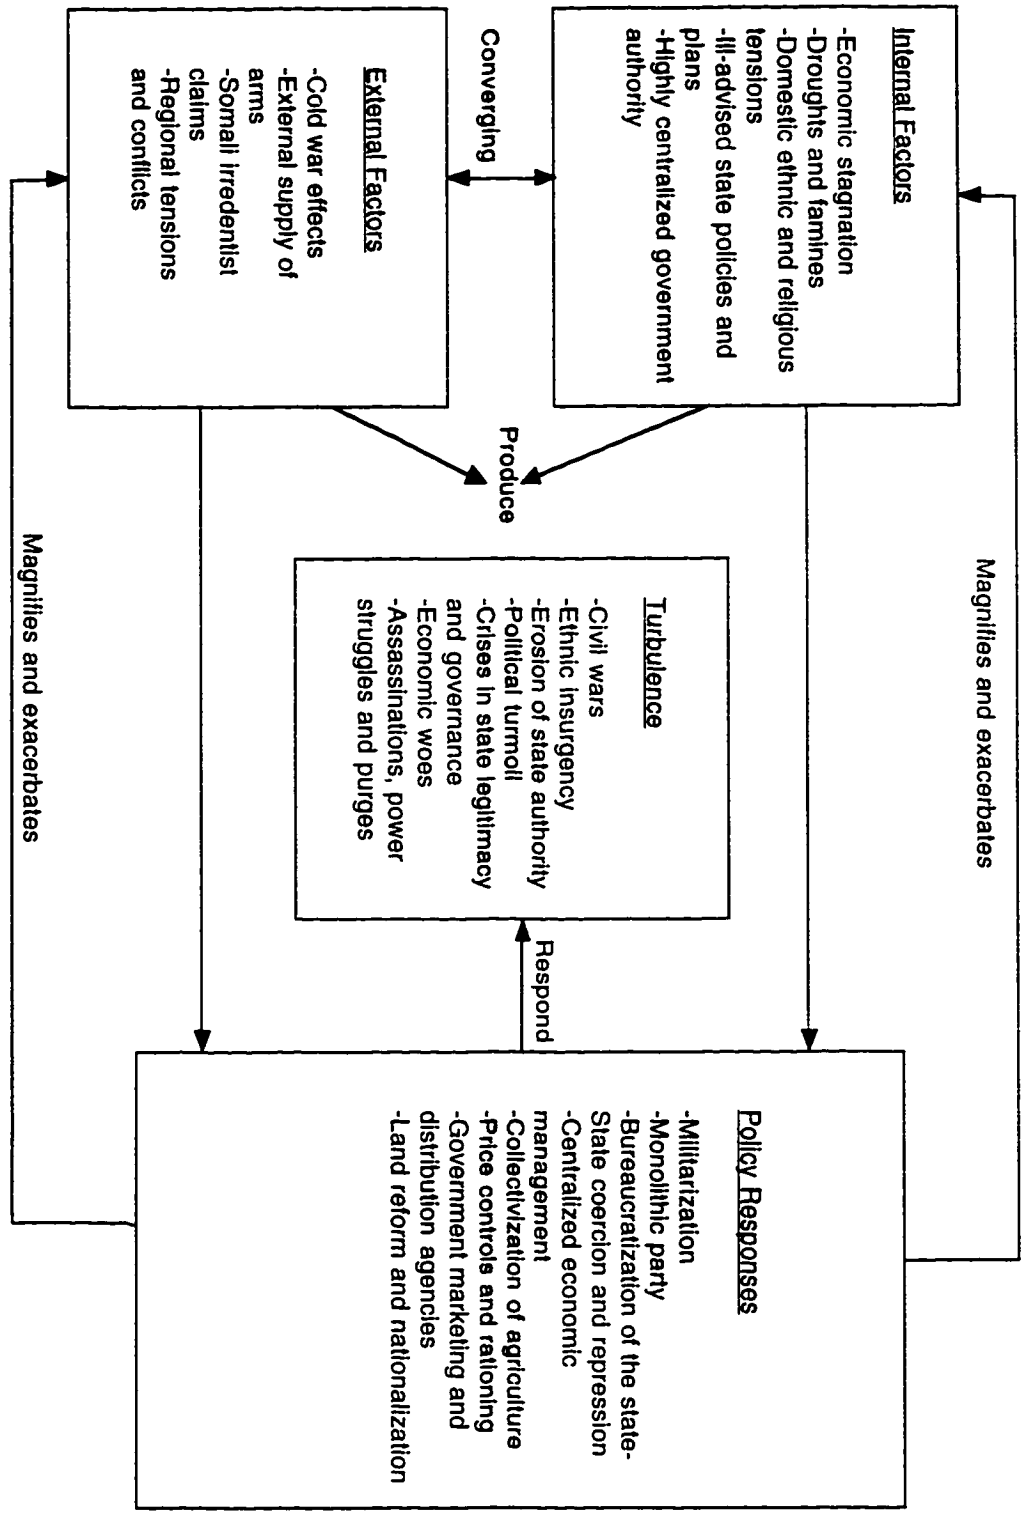 Magnifies and exacerbates
Internal Factors
-Economic stagnation
-Droughts and famines
-Domestic ethnic and religious
tensions
-Ill-advised state policies and
plans
-Highly centralized government
authority
Converging
External Factors
-Cold war effects
-External supply of
arms
-Somali irredentist
claims
-Regional tensions
and conflicts
Produce
Turbulence
-Civil wars
-Ethnic insurgency
-Erosion of state authority
-Political turmoil
-Crises in state legitimacy
and governance
-Economic woes
-Assassinations, power
struggles and purges
Respond
Policy Responses
-Militarization
-Monolithic party
-Bureaucratization of the state-
State coercion and repression
-Centralized economic
management
-Collectivization of agriculture
-Price controls and rationing
-Government marketing and
distribution agencies
-Land reform and nationalization
Magnifies and exacerbates